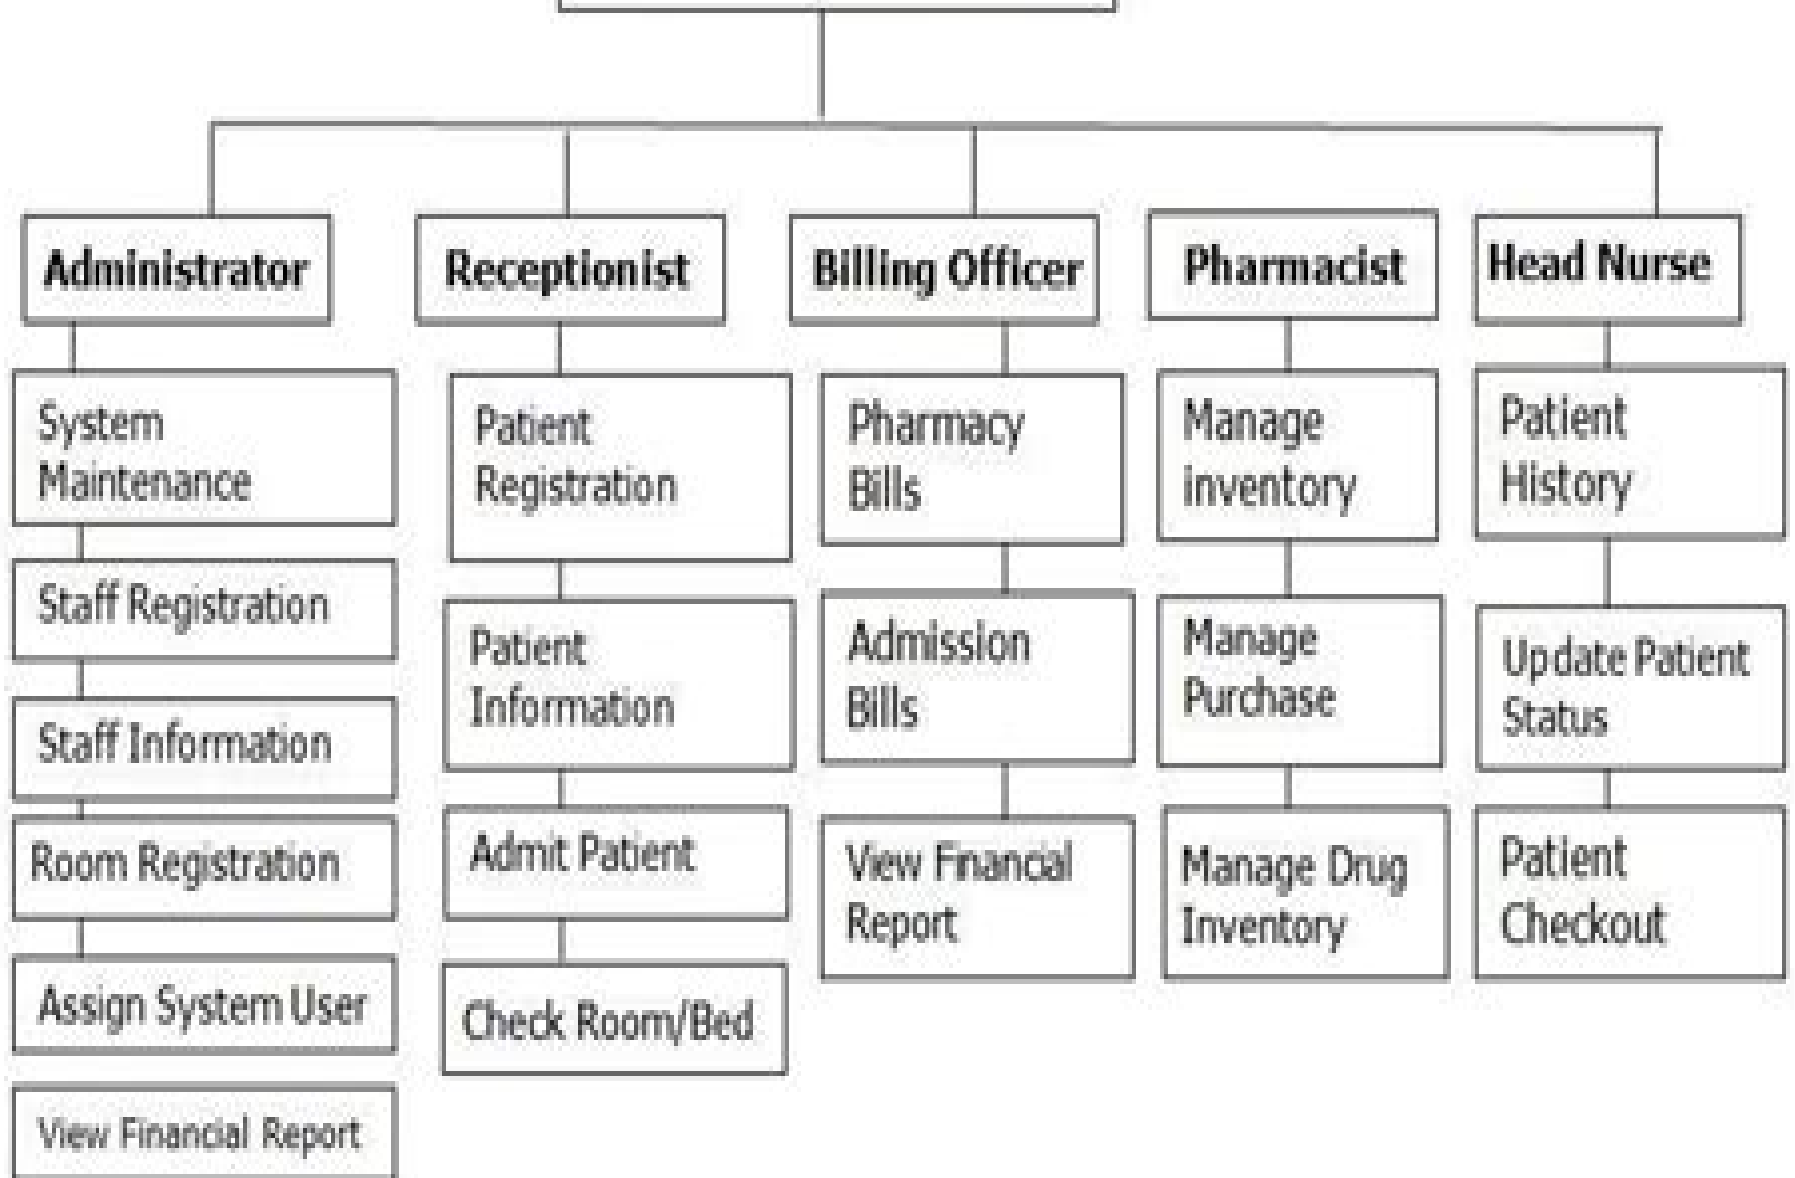 Administrator
Receptionist
Billing Officer
Pharmacist
Head Nurse
System
Maintenance
Staff Registration
Staff Information
Room Registration
Assign System User
View Financial Report
Patient
Registration
Patient
Information
Admit Patient
Check Room/Bed
Pharmacy
Bills
Admission
Bills
View Financial
Report
Manage
inventory
Manage
Purchase
Manage Drug
Inventory
Patient
History
Update Patient
Status
Patient
Checkout